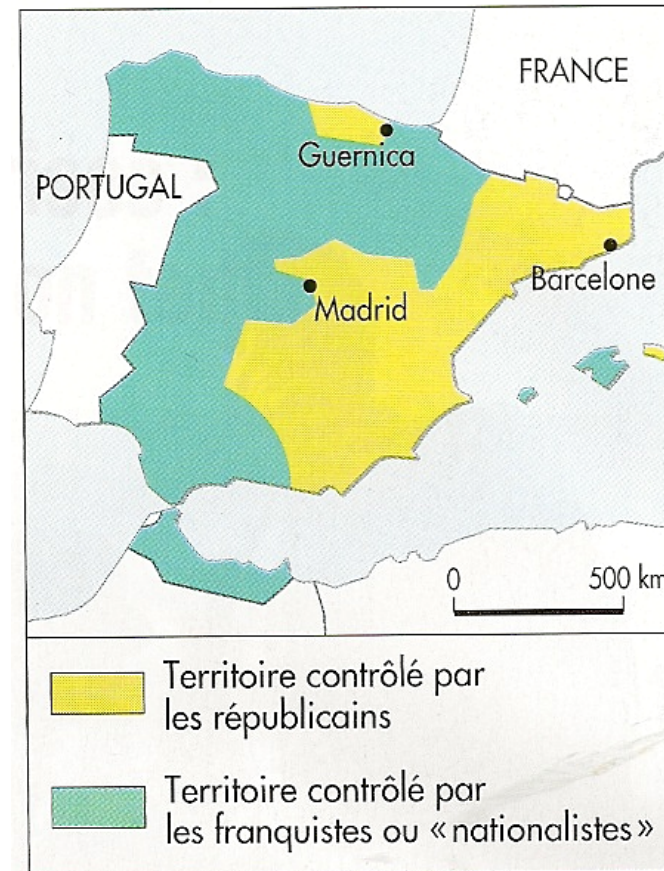 FRANCE
Guernica
PORTUGAL
Barcelone
Madrid
0 500 km
Territoire contrôlé par
les républicains
Territoire contrôlé par
les franquistes ou « nationalistes »